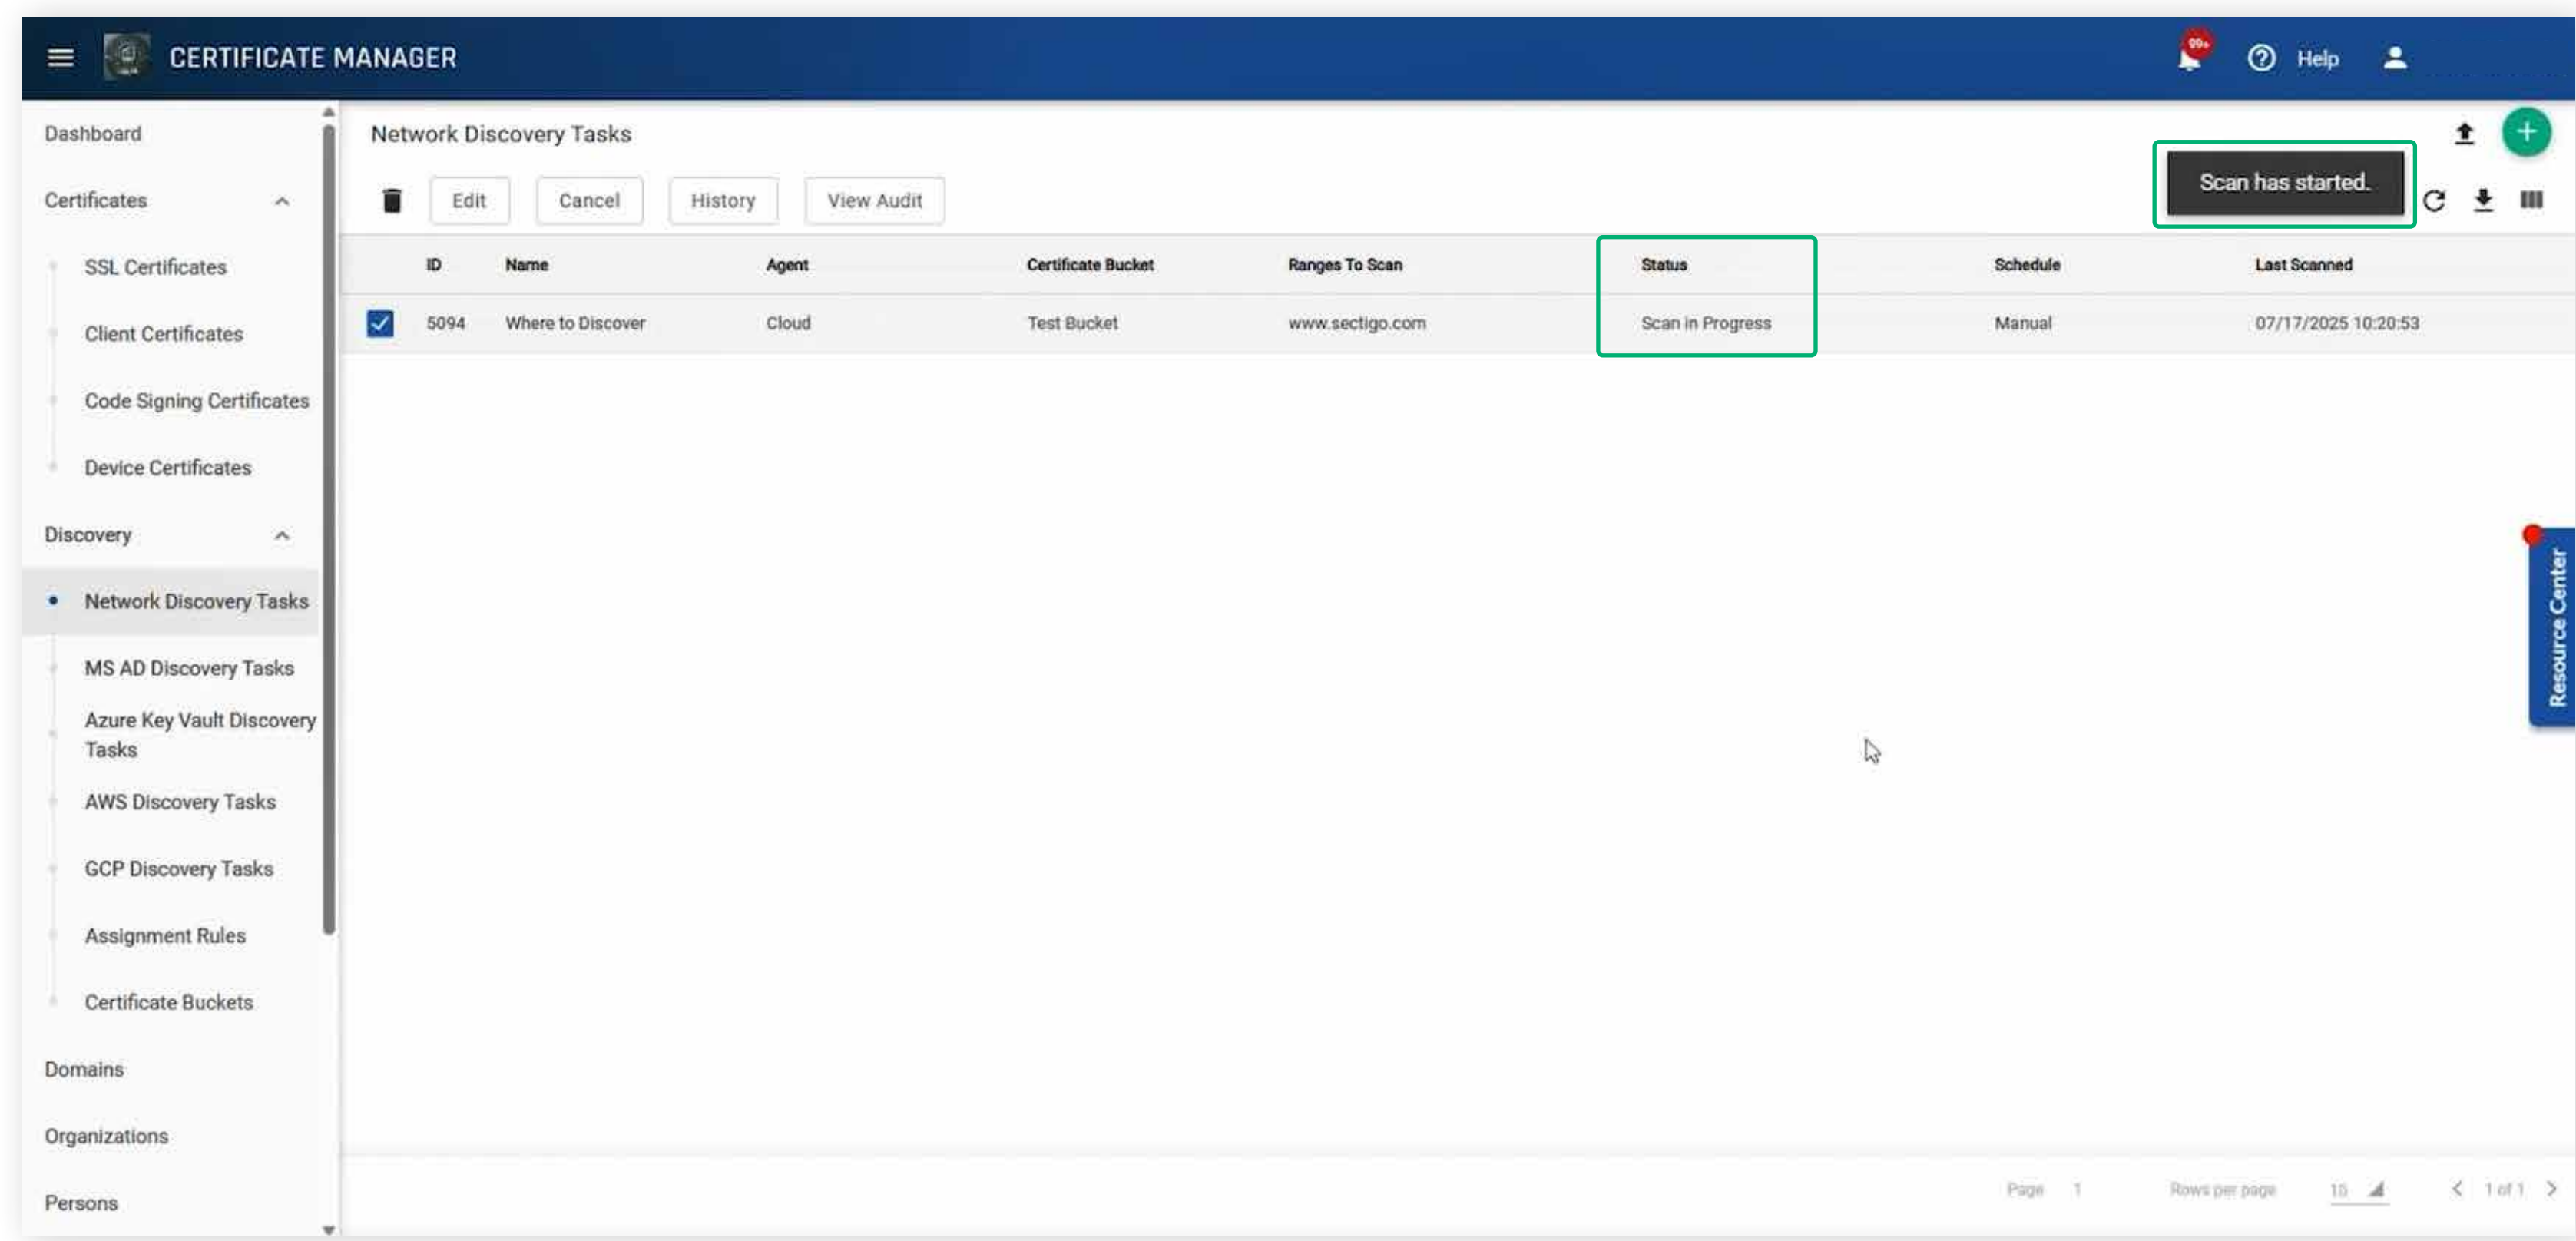 CERTIFICATE MANAGER
99+
Help
Dashboard
Certificates
SSL Certificates
Client Certificates
Code Signing Certificates
Device Certificates
Discovery
Network Discovery Tasks
MS AD Discovery Tasks
Azure Key Vault Discovery
Tasks
AWS Discovery Tasks
GCP Discovery Tasks
Assignment Rules
Certificate Buckets
Domains
Organizations
Persons
Network Discovery Tasks
Scan has started.
Edit Cancel History View Audit
ID Name Agent Certificate Bucket Ranges To Scan Status Schedule Last Scanned
5094 Where to Discover Cloud Test Bucket www.sectigo.com Scan in Progress Manual 07/17/2025 10:20:53
Resource Center
Page 1 Rows per page 15 1 of 1